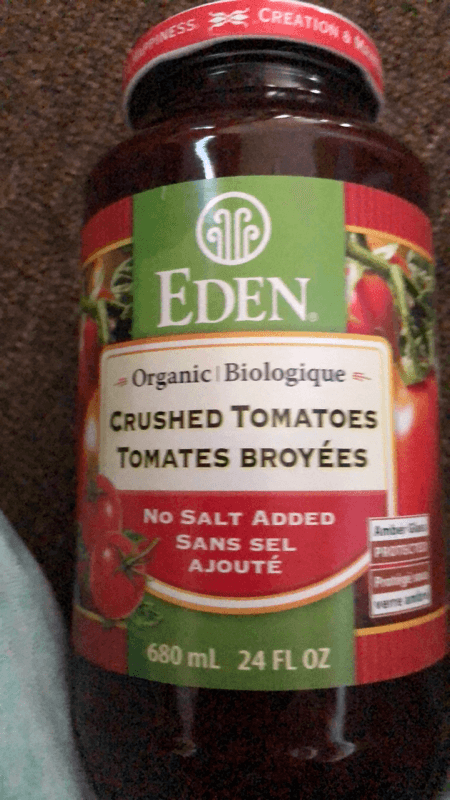 CREATION &
EDEN®
Organic | Biologique
CRUSHED TOMATOES
TOMATES BROYÉES
NO SALT ADDED
SANS SEL
AJOUTÉ
Amber Glass
PROTECTED
Protégé
verre ambré
680 mL 24 FL OZ